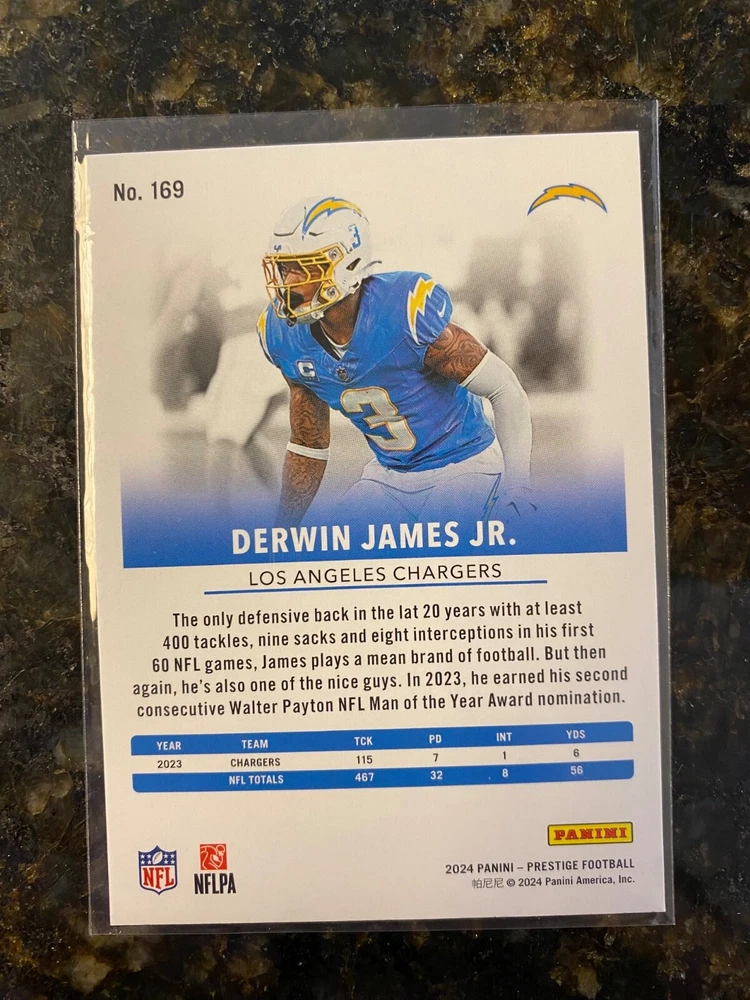 No. 169
3
C
3
DERWIN JAMES JR.
LOS ANGELES CHARGERS
The only defensive back in the lat 20 years with at least
400 tackles, nine sacks and eight interceptions in his first
60 NFL games, James plays a mean brand of football. But then
again, he's also one of the nice guys. In 2023, he earned his second
consecutive Walter Payton NFL Man of the Year Award nomination.
YEAR TEAM TCK PD INT YDS
2023 CHARGERS 115 7 1 6
NFL TOTALS 467 32 8 56
PANINI
NFL
NFLPA
2024 PANINI – PRESTIGE FOOTBALL
帕尼尼 © 2024 Panini America, Inc.